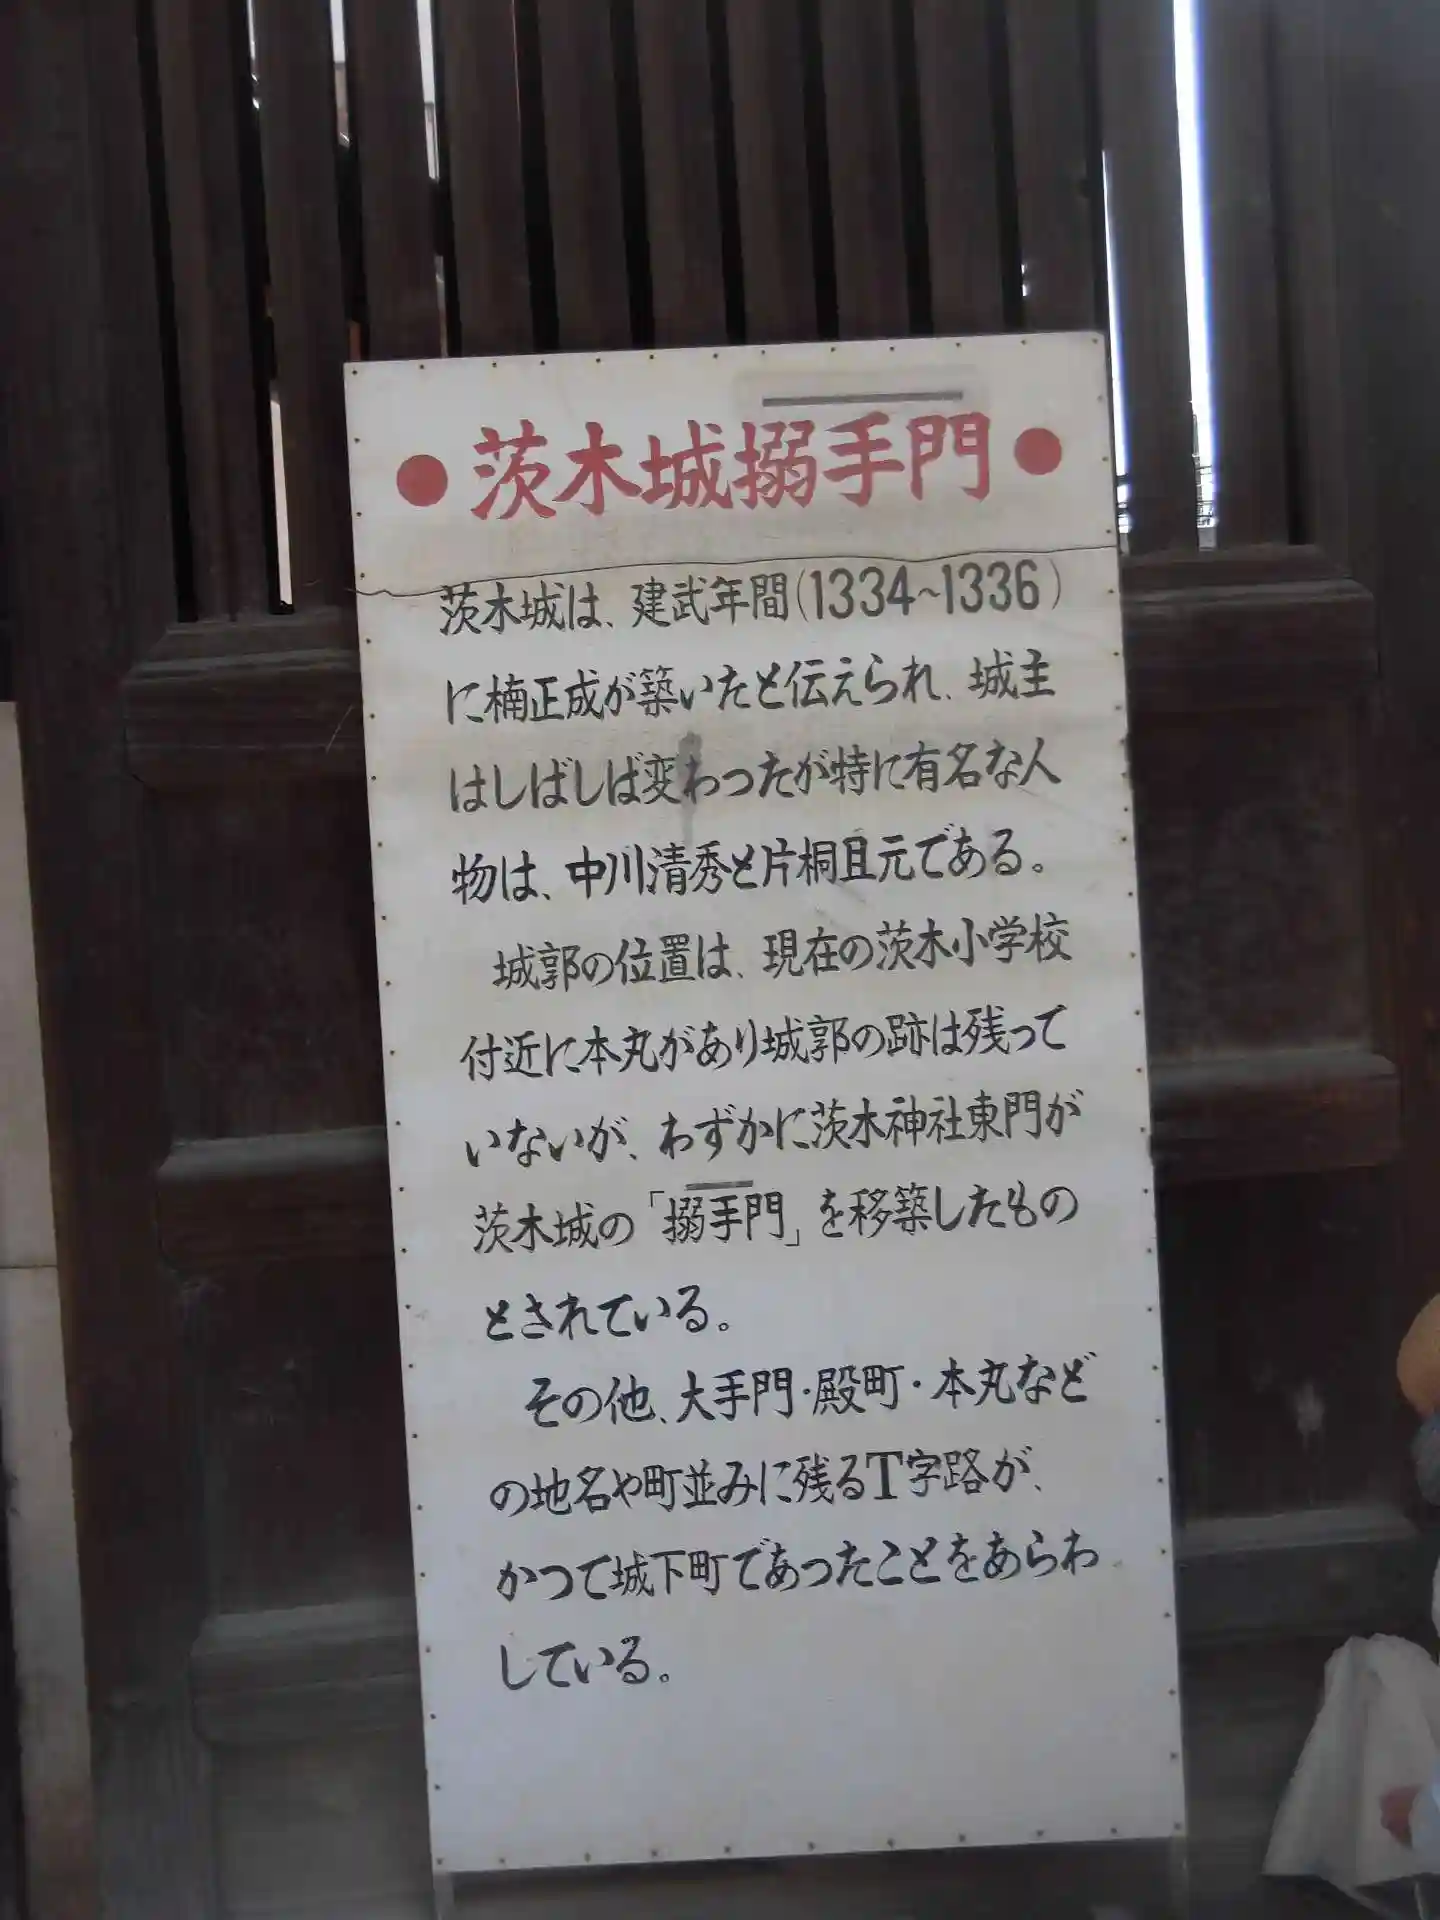 ●茨木城搦手門●
茨木城は、建武年間(1334~1336)
に楠正成が築いたと伝えられ、城主
はしばしば変わったが特に有名な人
物は、中川清秀と片桐且元である。
城郭の位置は、現在の茨木小学校
付近に本丸があり城郭の跡は残って
いないが、わずかに茨木神社東門が
茨木城の「搦手門」を移築したもの
とされている。
その他、大手門・殿町・本丸など
の地名や町並みに残るT字路が、
かつて城下町であったことをあらわ
している。